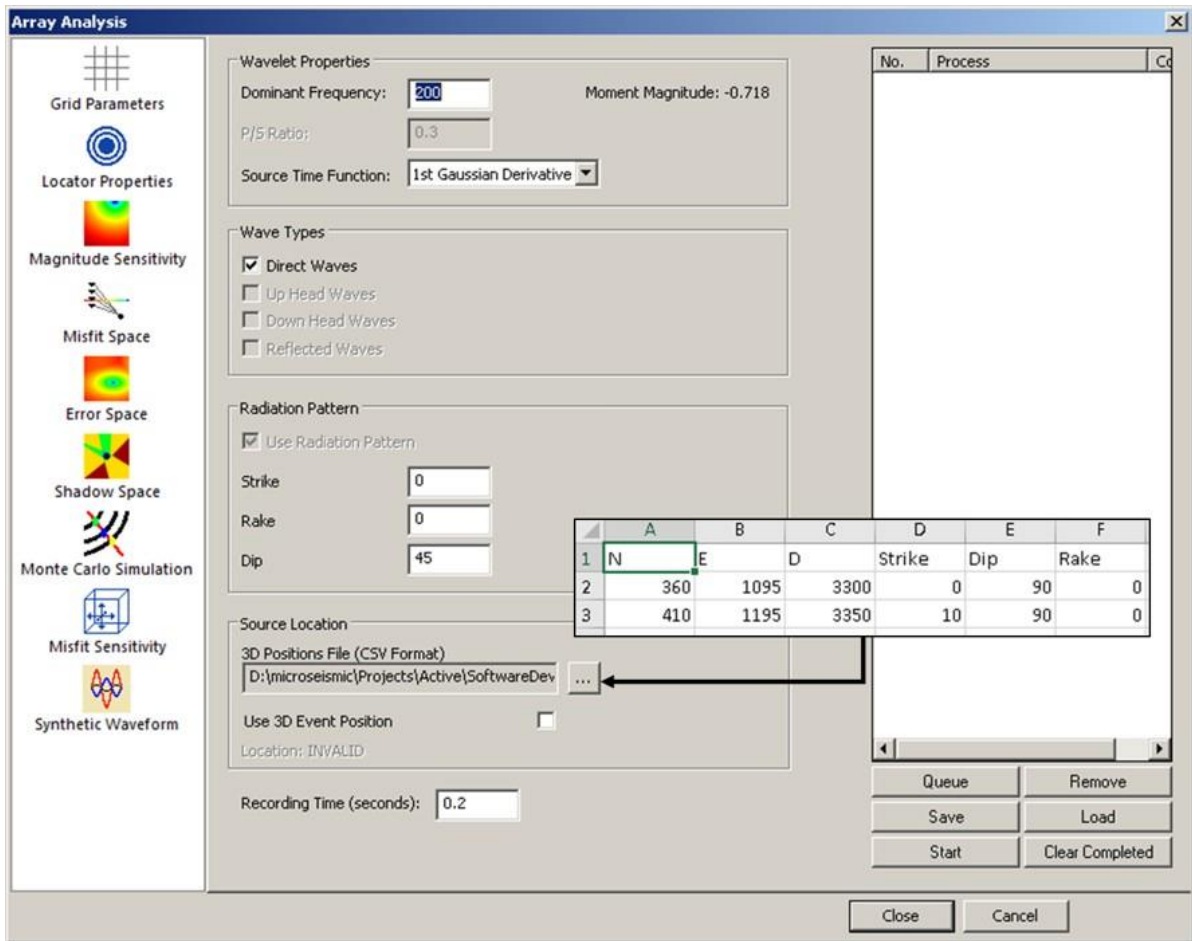 Array Analysis
Grid Parameters
Locator Properties
Magnitude Sensitivity
Misfit Space
Error Space
Shadow Space
Monte Carlo Simulation
Misfit Sensitivity
Synthetic Waveform
Wavelet Properties
Dominant Frequency: 200 Moment Magnitude: -0.718
P/S Ratio: 0.3
Source Time Function: 1st Gaussian Derivative
Wave Types
Direct Waves
Up Head Waves
Down Head Waves
Reflected Waves
Radiation Pattern
Use Radiation Pattern
Strike 0
Rake 0
Dip 45
A B C D E F
1 N E D Strike Dip Rake
2 360 1095 3300 0 90 0
3 410 1195 3350 10 90 0
Source Location
3D Positions File (CSV Format)
D:\microseismic\Projects\Active\SoftwareDev ...
Use 3D Event Position
Location: INVALID
Recording Time (seconds): 0.2
No. Process
Queue Remove
Save Load
Start Clear Completed
Close Cancel